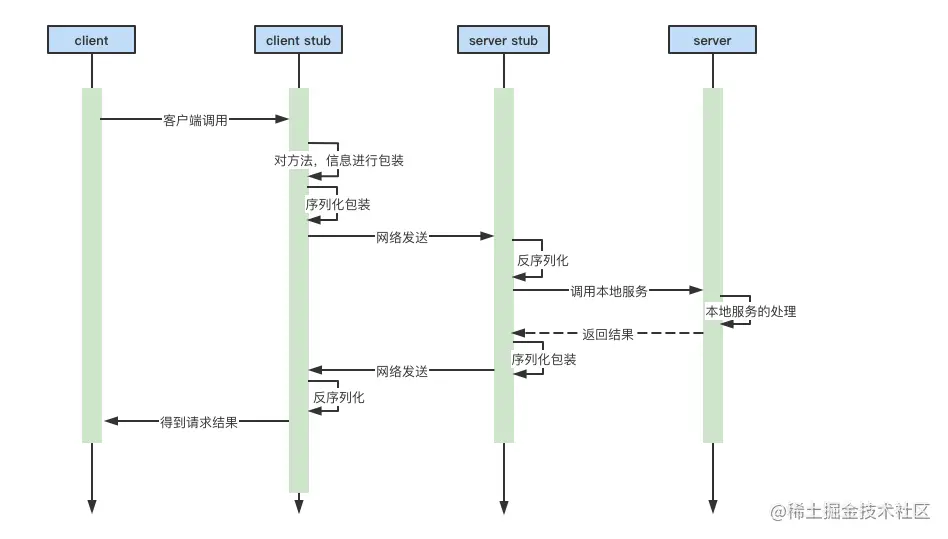 client
client stub
server stub
server
客户端调用
对方法，信息进行包装
序列化包装
网络发送
反序列化
调用本地服务
本地服务的处理
返回结果
序列化包装
网络发送
反序列化
得到请求结果
@稀土掘金技术社区